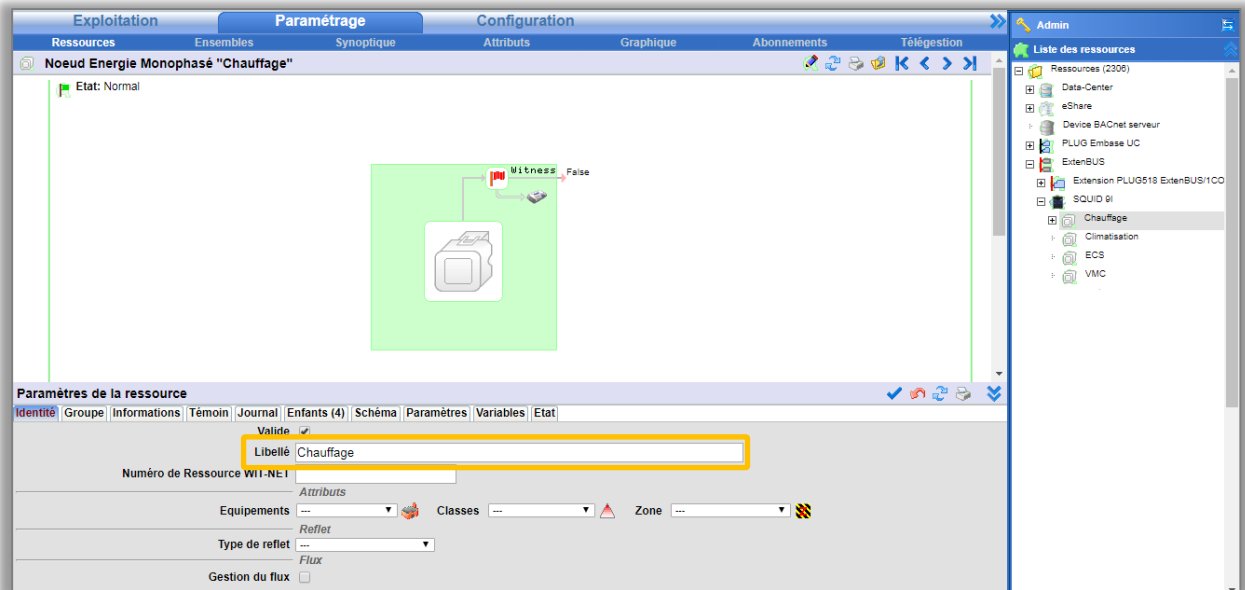 Exploitation Paramétrage Configuration
Ressources Ensembles Synoptique Attributs Graphique Abonnements Télégestion
Noeud Energie Monophasé "Chauffage"
Etat: Normal
Witness False
Paramètres de la ressource
Identité Groupe Informations Témoin Journal Enfants (4) Schéma Paramètres Variables Etat
Valide
Libellé Chauffage
Numéro de Ressource WIT-NET
Attributs
Equipements --- Classes --- Zone ---
Reflet
Type de reflet ---
Flux
Gestion du flux
Admin
Liste des ressources
Ressources (2306)
Data-Center
eShare
Device BACnet serveur
PLUG Embase UC
ExtenBUS
Extension PLUG518 ExtenBUS/1CO
SQUID 9I
Chauffage
Climatisation
ECS
VMC